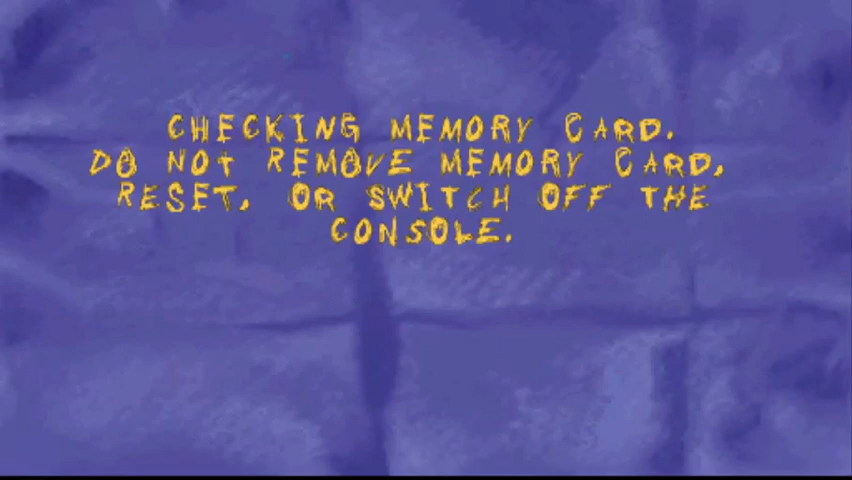 CHECKING MEMORY CARD.
DO NOt REMOVE MEMORY CARD,
RESET, OR SWITCH OFF THE
CONSOLE.